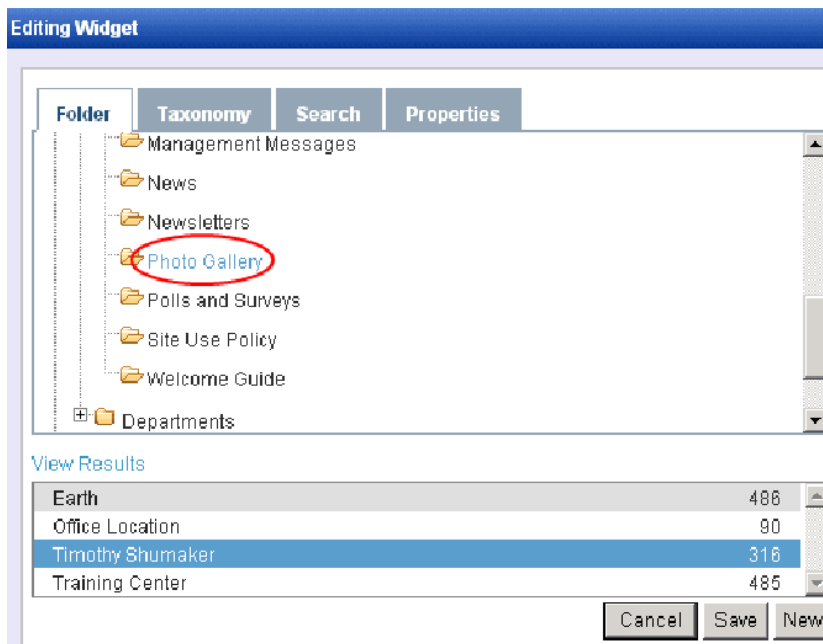 Editing Widget
Folder Taxonomy Search Properties
Management Messages
News
Newsletters
Photo Gallery
Polls and Surveys
Site Use Policy
Welcome Guide
Departments
View Results
Earth 486
Office Location 90
Timothy Shumaker 316
Training Center 485
Cancel Save New